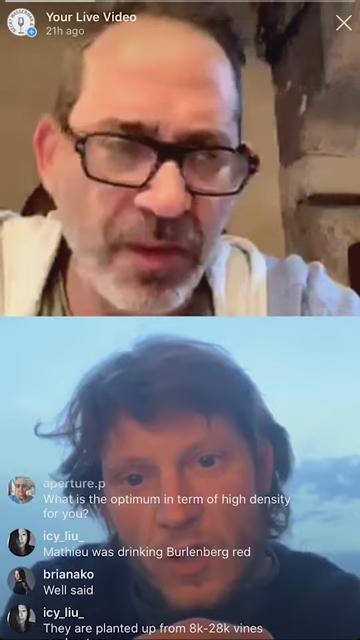 Your Live Video
21h ago
aperture.p
What is the optimum in term of high density
for you?
icy_liu_
Mathieu was drinking Burlenberg red
brianako
Well said
icy_liu_
They are planted up from 8k-28k vines